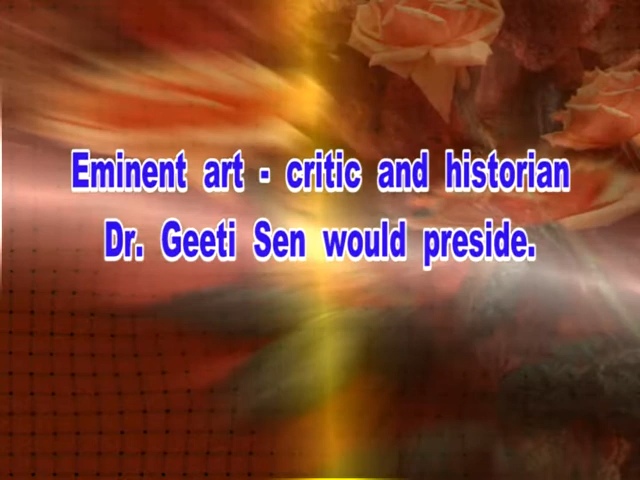 Eminent art - critic and historian
Dr. Geeti Sen would preside.